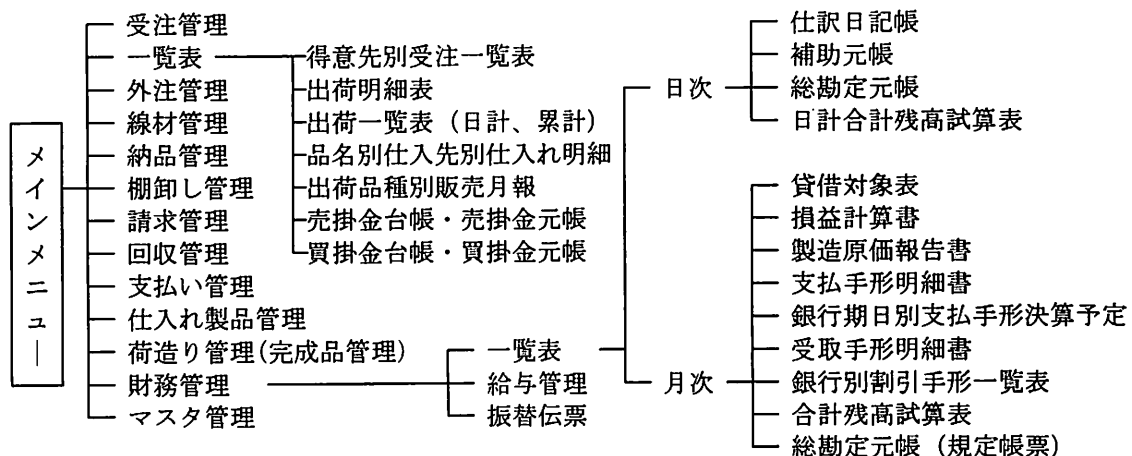 メインメニュー
受注管理
一覧表
外注管理
線材管理
納品管理
棚卸し管理
請求管理
回収管理
支払い管理
仕入れ製品管理
荷造り管理(完成品管理)
財務管理
マスタ管理
得意先別受注一覧表
出荷明細表
出荷一覧表（日計、累計）
品名別仕入先別仕入れ明細
出荷品種別販売月報
売掛金台帳・売掛金元帳
買掛金台帳・買掛金元帳
一覧表
給与管理
振替伝票
日次
仕訳日記帳
補助元帳
総勘定元帳
日計合計残高試算表
月次
貸借対象表
損益計算書
製造原価報告書
支払手形明細書
銀行期日別支払手形決算予定
受取手形明細書
銀行別割引手形一覧表
合計残高試算表
総勘定元帳（規定帳票）